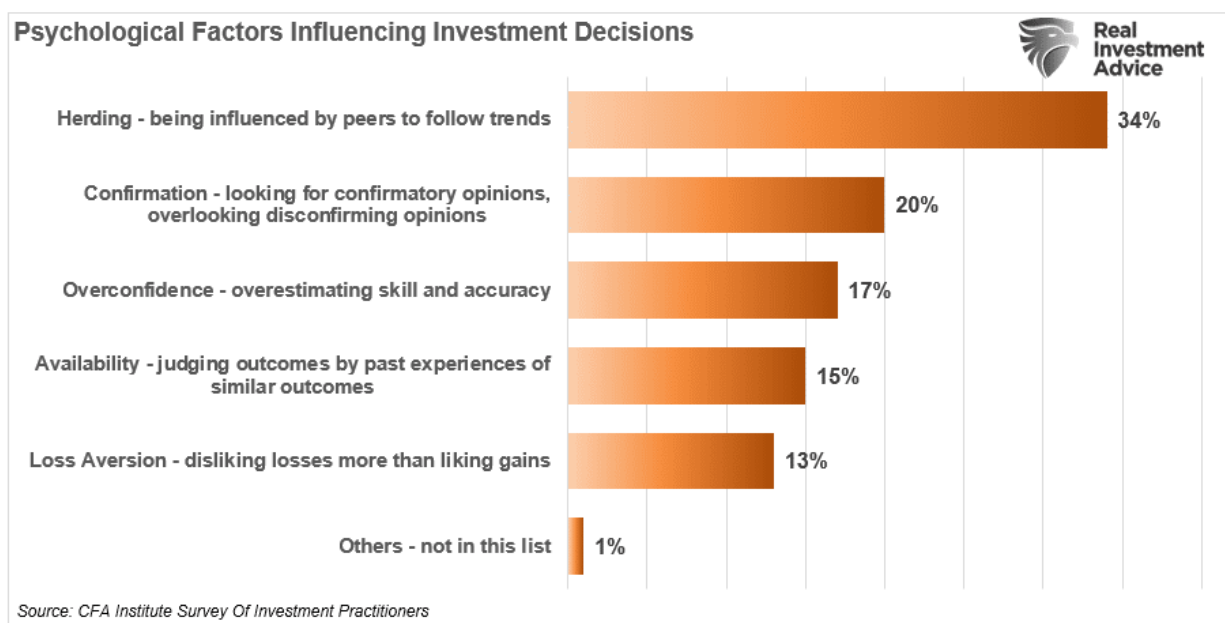 Psychological Factors Influencing Investment Decisions
Real
Investment
Advice
Herding - being influenced by peers to follow trends
34%
Confirmation - looking for confirmatory opinions,
overlooking disconfirming opinions
20%
Overconfidence - overestimating skill and accuracy
17%
Availability - judging outcomes by past experiences of
similar outcomes
15%
Loss Aversion - disliking losses more than liking gains
13%
Others - not in this list
1%
Source: CFA Institute Survey Of Investment Practitioners